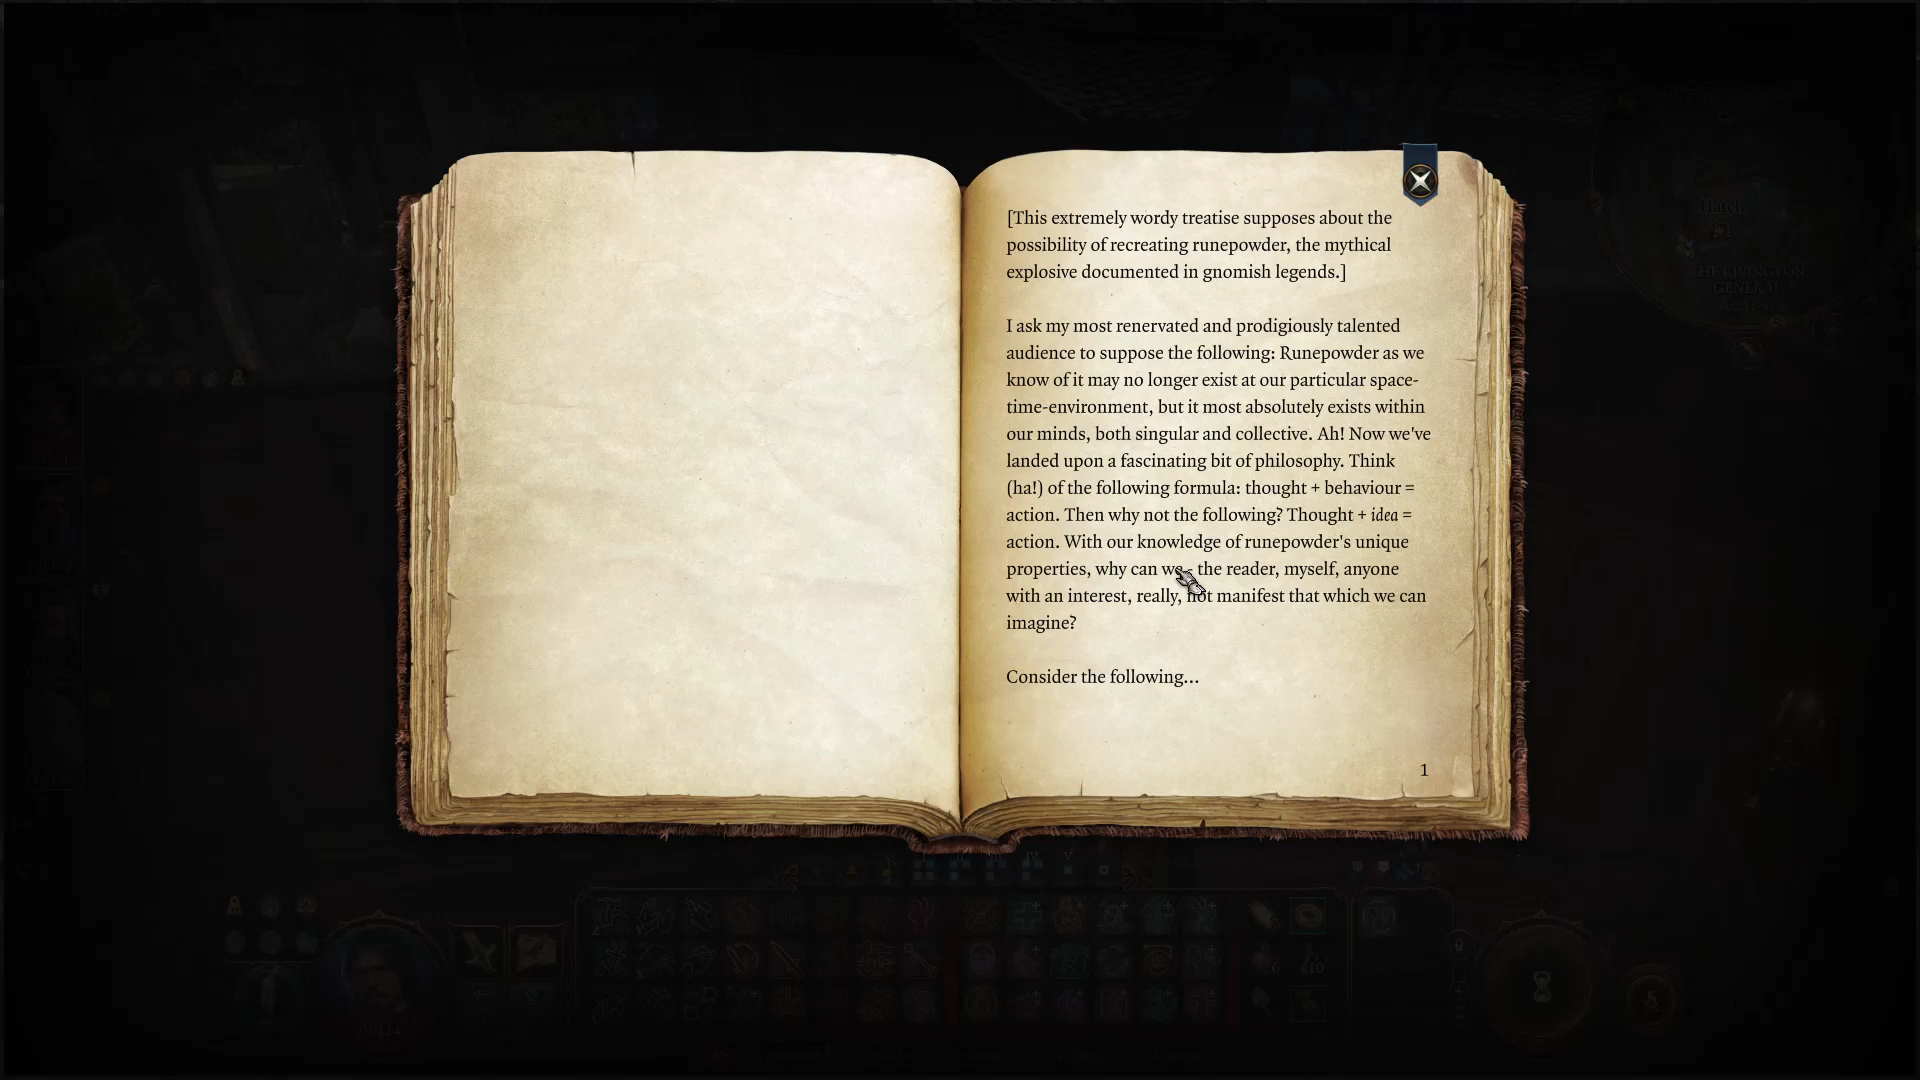 [This extremely wordy treatise supposes about the
possibility of recreating runepowder, the mythical
explosive documented in gnomish legends.]
I ask my most renervated and prodigiously talented
audience to suppose the following: Runepowder as we
know of it may no longer exist at our particular space-
time-environment, but it most absolutely exists within
our minds, both singular and collective. Ah! Now we've
landed upon a fascinating bit of philosophy. Think
(ha!) of the following formula: thought + behaviour =
action. Then why not the following? Thought + idea =
action. With our knowledge of runepowder's unique
properties, why can we - the reader, myself, anyone
with an interest, really, not manifest that which we can
imagine?
Consider the following...
1
Hatch
THE RIVINGTON
GENERAL